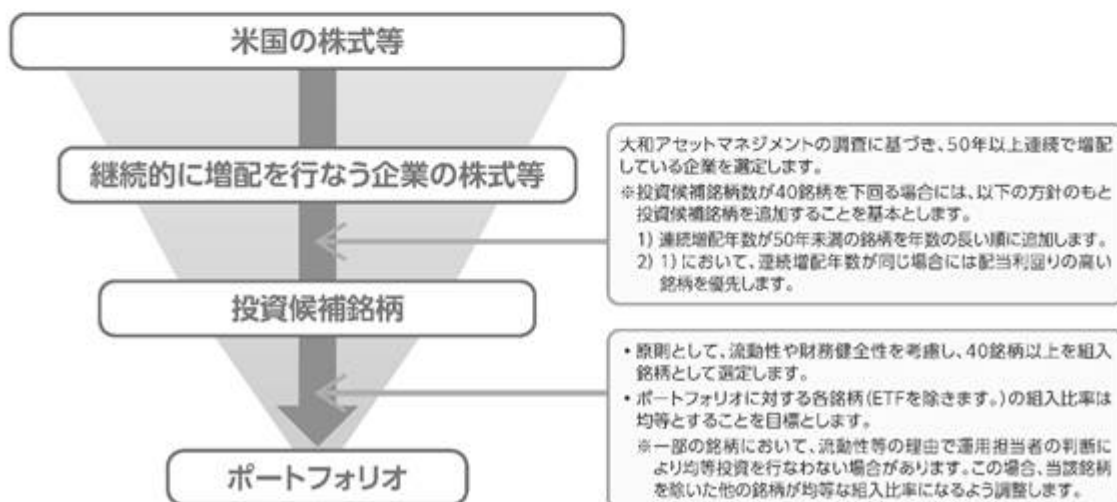 米国の株式等
継続的に増配を行なう企業の株式等
大和アセットマネジメントの調査に基づき、50年以上連続で増配
している企業を選定します。
※投資候補銘柄数が40銘柄を下回る場合には、以下の方針のもと
投資候補銘柄を追加することを基本とします。
1) 連続増配年数が50年未満の銘柄を年数の長い順に追加します。
2) 1)において、連続増配年数が同じ場合には配当利回りの高い
銘柄を優先します。
投資候補銘柄
• 原則として、流動性や財務健全性を考慮し、40銘柄以上を組入
銘柄として選定します。
• ポートフォリオに対する各銘柄(ETFを除きます。)の組入比率は
均等とすることを目標とします。
※一部の銘柄において、流動性等の理由で運用担当者の判断に
より均等投資を行なわない場合があります。この場合、当該銘柄
を除いた他の銘柄が均等な組入比率になるよう調整します。
ポートフォリオ